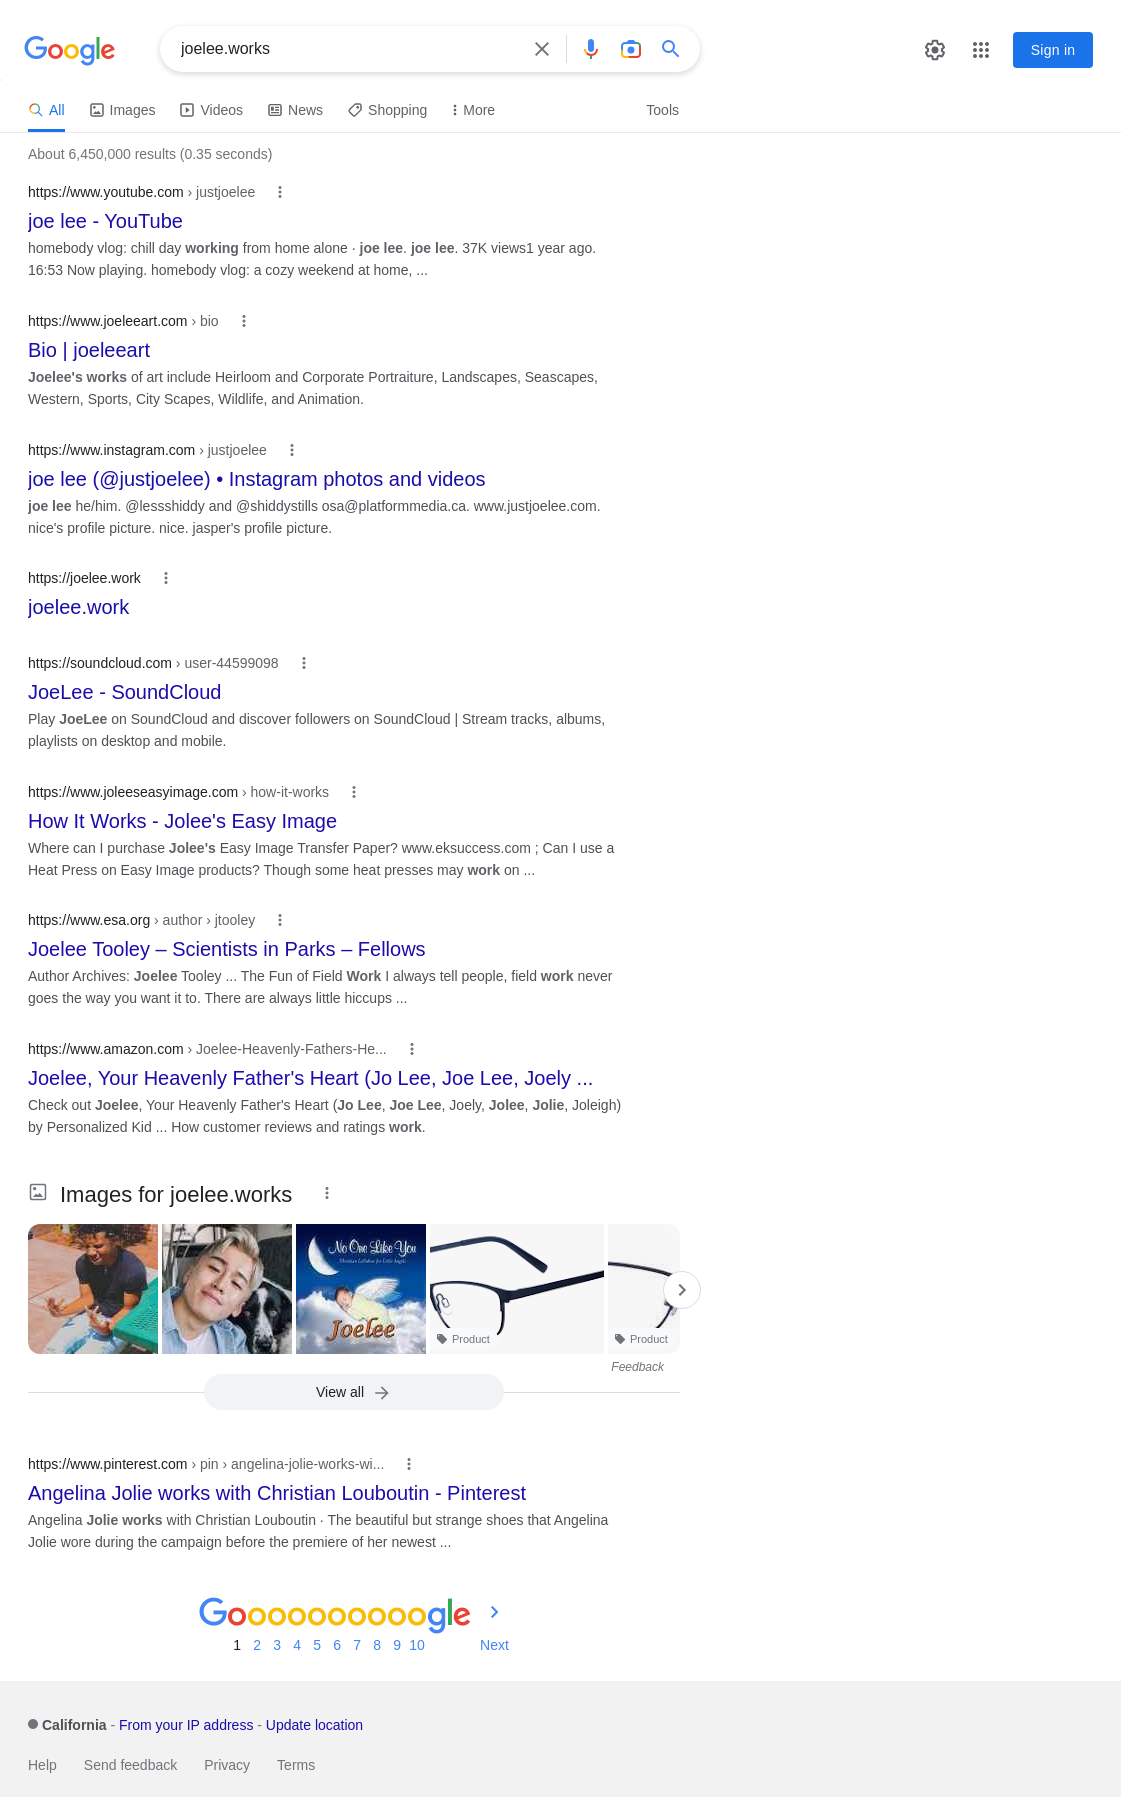 Google
joelee.works
Sign in
All Images Videos News Shopping More Tools
About 6,450,000 results (0.35 seconds)
https://www.youtube.com › justjoelee
joe lee - YouTube
homebody vlog: chill day working from home alone · joe lee. joe lee. 37K views1 year ago.
16:53 Now playing. homebody vlog: a cozy weekend at home, ...
https://www.joeleeart.com › bio
Bio | joeleeart
Joelee's works of art include Heirloom and Corporate Portraiture, Landscapes, Seascapes,
Western, Sports, City Scapes, Wildlife, and Animation.
https://www.instagram.com › justjoelee
joe lee (@justjoelee) • Instagram photos and videos
joe lee he/him. @lessshiddy and @shiddystills osa@platformmedia.ca. www.justjoelee.com.
nice's profile picture. nice. jasper's profile picture.
https://joelee.work
joelee.work
https://soundcloud.com › user-44599098
JoeLee - SoundCloud
Play JoeLee on SoundCloud and discover followers on SoundCloud | Stream tracks, albums,
playlists on desktop and mobile.
https://www.joleeseasyimage.com › how-it-works
How It Works - Jolee's Easy Image
Where can I purchase Jolee's Easy Image Transfer Paper? www.eksuccess.com ; Can I use a
Heat Press on Easy Image products? Though some heat presses may work on ...
https://www.esa.org › author › jtooley
Joelee Tooley – Scientists in Parks – Fellows
Author Archives: Joelee Tooley ... The Fun of Field Work I always tell people, field work never
goes the way you want it to. There are always little hiccups ...
https://www.amazon.com › Joelee-Heavenly-Fathers-He...
Joelee, Your Heavenly Father's Heart (Jo Lee, Joe Lee, Joely ...
Check out Joelee, Your Heavenly Father's Heart (Jo Lee, Joe Lee, Joely, Jolee, Jolie, Joleigh)
by Personalized Kid ... How customer reviews and ratings work.
Images for joelee.works
No One Like You
Christian Lullabies for Little Angels
Joelee
Product
Product
Feedback
View all
https://www.pinterest.com › pin › angelina-jolie-works-wi...
Angelina Jolie works with Christian Louboutin - Pinterest
Angelina Jolie works with Christian Louboutin · The beautiful but strange shoes that Angelina
Jolie wore during the campaign before the premiere of her newest ...
Goooooooooogle
1 2 3 4 5 6 7 8 9 10 Next
California - From your IP address - Update location
Help Send feedback Privacy Terms